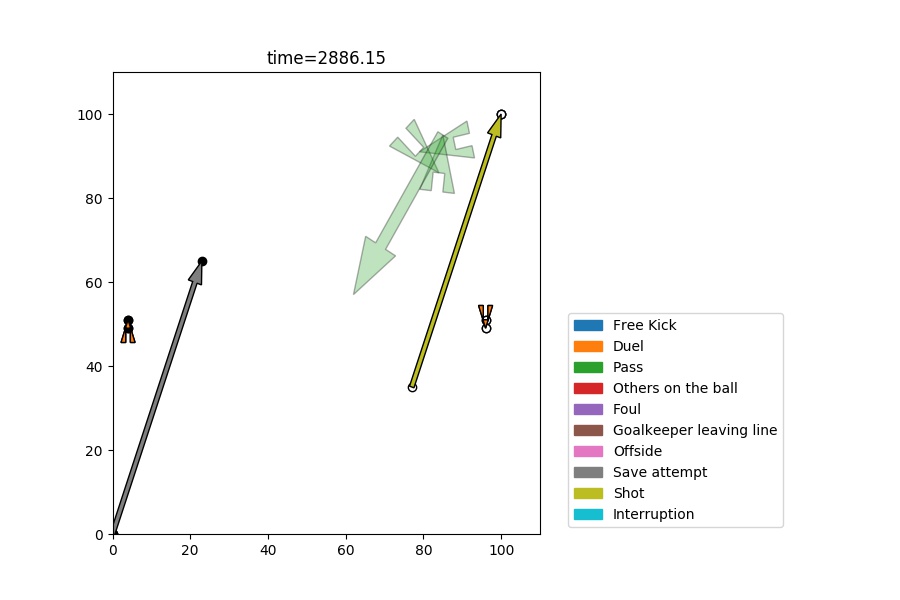 time=2886.15
100
80
60
40
20
0
0 20 40 60 80 100
Free Kick
Duel
Pass
Others on the ball
Foul
Goalkeeper leaving line
Offside
Save attempt
Shot
Interruption